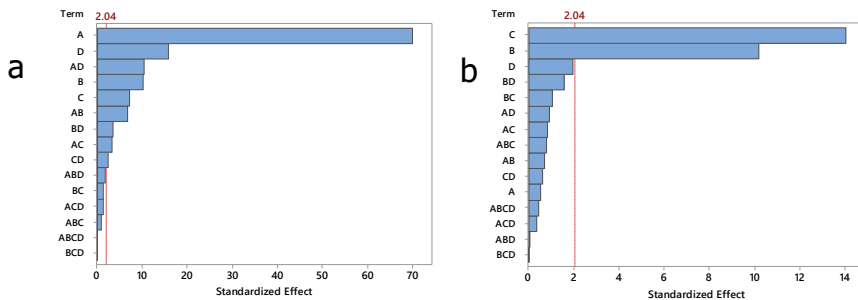 a
Term
2.04
A
D
AD
B
C
AB
BD
AC
CD
ABD
BC
ACD
ABC
ABCD
BCD
0 10 20 30 40 50 60 70
Standardized Effect
b
Term
2.04
C
B
D
BD
BC
AD
AC
ABC
AB
CD
A
ABCD
ACD
ABD
BCD
0 2 4 6 8 10 12 14
Standardized Effect